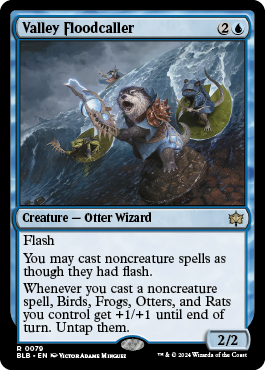 Valley Floodcaller 2
Creature — Otter Wizard
Flash
You may cast noncreature spells as
though they had flash.
Whenever you cast a noncreature
spell, Birds, Frogs, Otters, and Rats
you control get +1/+1 until end of
turn. Untap them.
2/2
R 0079
BLB • EN Victor Adame Minguez
™ & © 2024 Wizards of the Coast